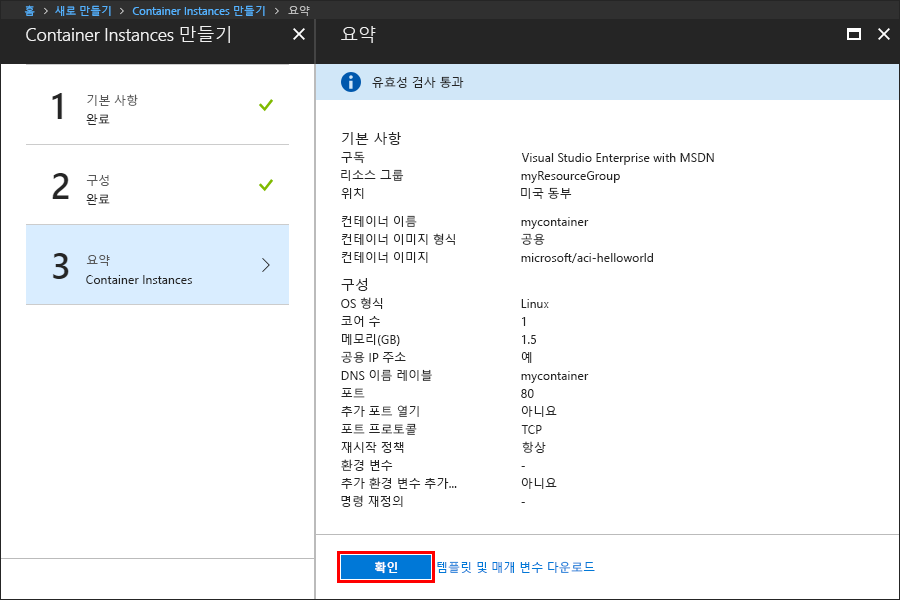 홈 > 새로 만들기 > Container Instances 만들기 > 요약
Container Instances 만들기
1
기본 사항
완료
2
구성
완료
3
요약
Container Instances
요약
유효성 검사 통과
기본 사항
구독 Visual Studio Enterprise with MSDN
리소스 그룹 myResourceGroup
위치 미국 동부
컨테이너 이름 mycontainer
컨테이너 이미지 형식 공용
컨테이너 이미지 microsoft/aci-helloworld
구성
OS 형식 Linux
코어 수 1
메모리(GB) 1.5
공용 IP 주소 예
DNS 이름 레이블 mycontainer
포트 80
추가 포트 열기 아니요
포트 프로토콜 TCP
재시작 정책 항상
환경 변수 -
추가 환경 변수 추가... 아니요
명령 재정의 -
확인 템플릿 및 매개 변수 다운로드